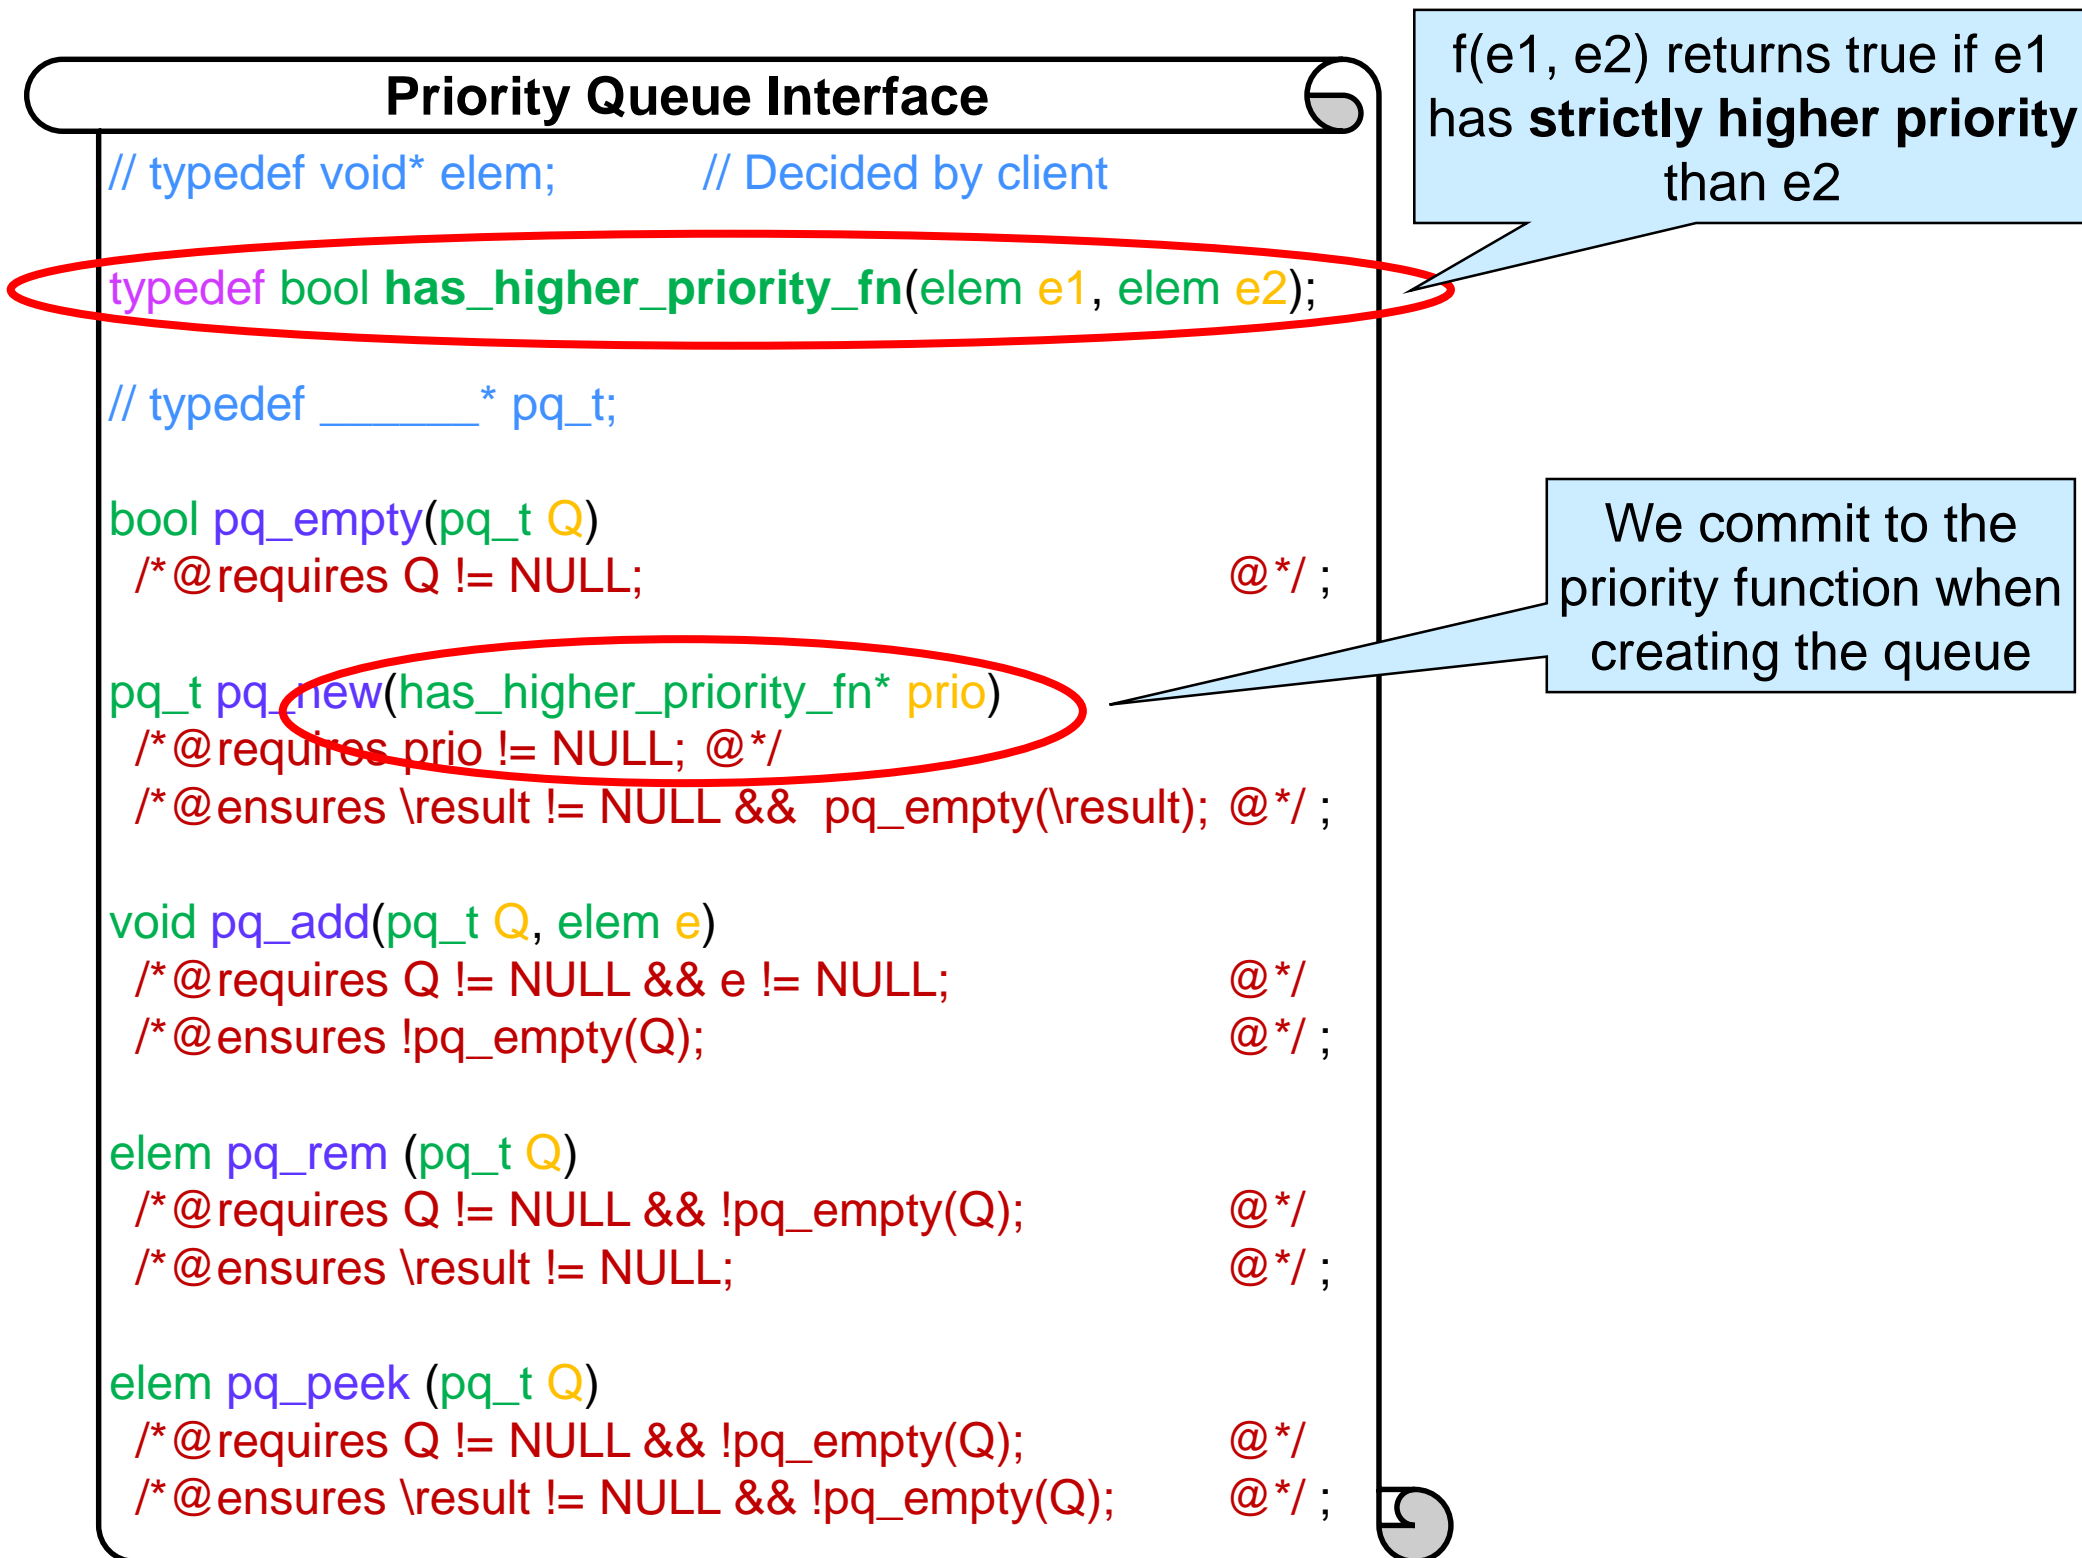 Priority Queue Interface
// typedef void* elem; // Decided by client
typedef bool has_higher_priority_fn(elem e1, elem e2);
// typedef ______* pq_t;
bool pq_empty(pq_t Q)
/*@requires Q != NULL; @*/ ;
pq_t pq_new(has_higher_priority_fn* prio)
/*@requires prio != NULL; @*/
/*@ensures \result != NULL && pq_empty(\result); @*/ ;
void pq_add(pq_t Q, elem e)
/*@requires Q != NULL && e != NULL; @*/
/*@ensures !pq_empty(Q); @*/ ;
elem pq_rem (pq_t Q)
/*@requires Q != NULL && !pq_empty(Q); @*/
/*@ensures \result != NULL; @*/ ;
elem pq_peek (pq_t Q)
/*@requires Q != NULL && !pq_empty(Q); @*/
/*@ensures \result != NULL && !pq_empty(Q); @*/ ;
f(e1, e2) returns true if e1
has strictly higher priority
than e2
We commit to the
priority function when
creating the queue